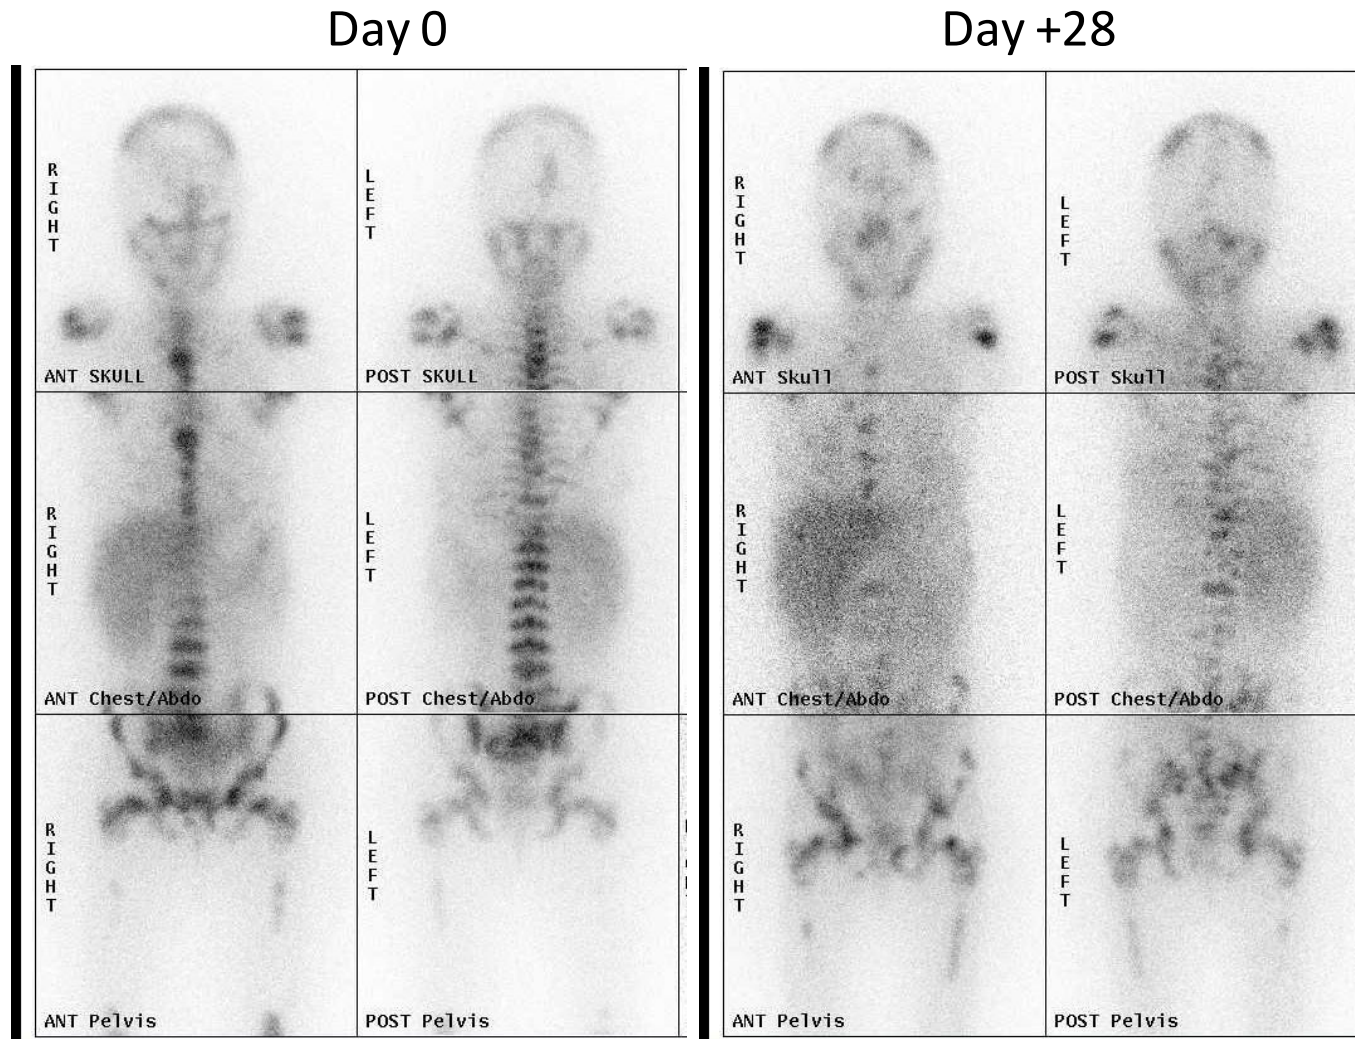 Day 0
Day +28
RIGHT
ANT SKULL
LEFT
POST SKULL
RIGHT
ANT Skull
LEFT
POST Skull
RIGHT
ANT Chest/Abdo
LEFT
POST Chest/Abdo
RIGHT
ANT Chest/Abdo
LEFT
POST Chest/Abdo
RIGHT
ANT Pelvis
LEFT
POST Pelvis
RIGHT
ANT Pelvis
LEFT
POST Pelvis